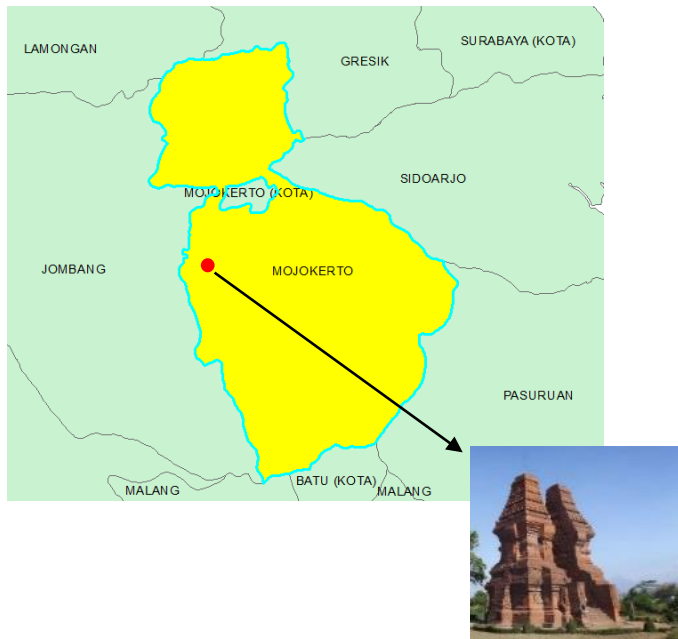 LAMONGAN
SURABAYA (KOTA)
GRESIK
SIDOARJO
MOJOKERTO (KOTA)
JOMBANG
MOJOKERTO
PASURUAN
BATU (KOTA)
MALANG
MALANG